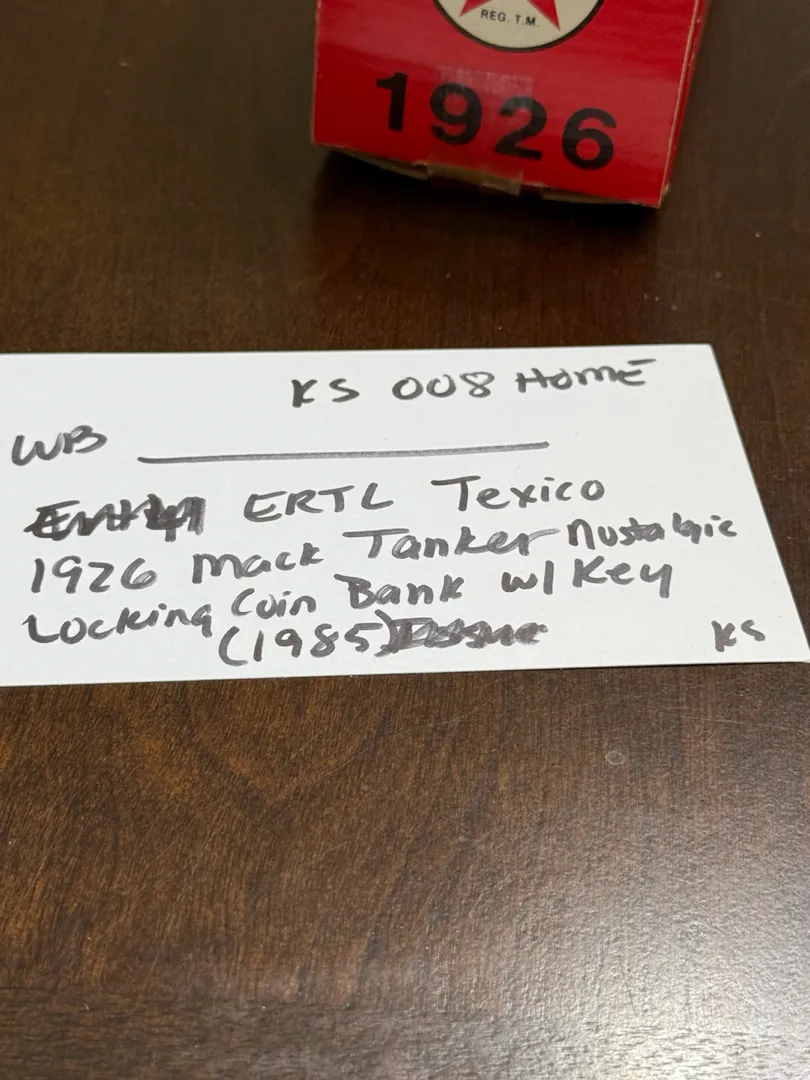 REG. T.M.
1926
KS 008 HOME
WB
ERTL Texico
1926 Mack Tanker Nustalgic
Locking Coin Bank w/ Key
(1985)
KS